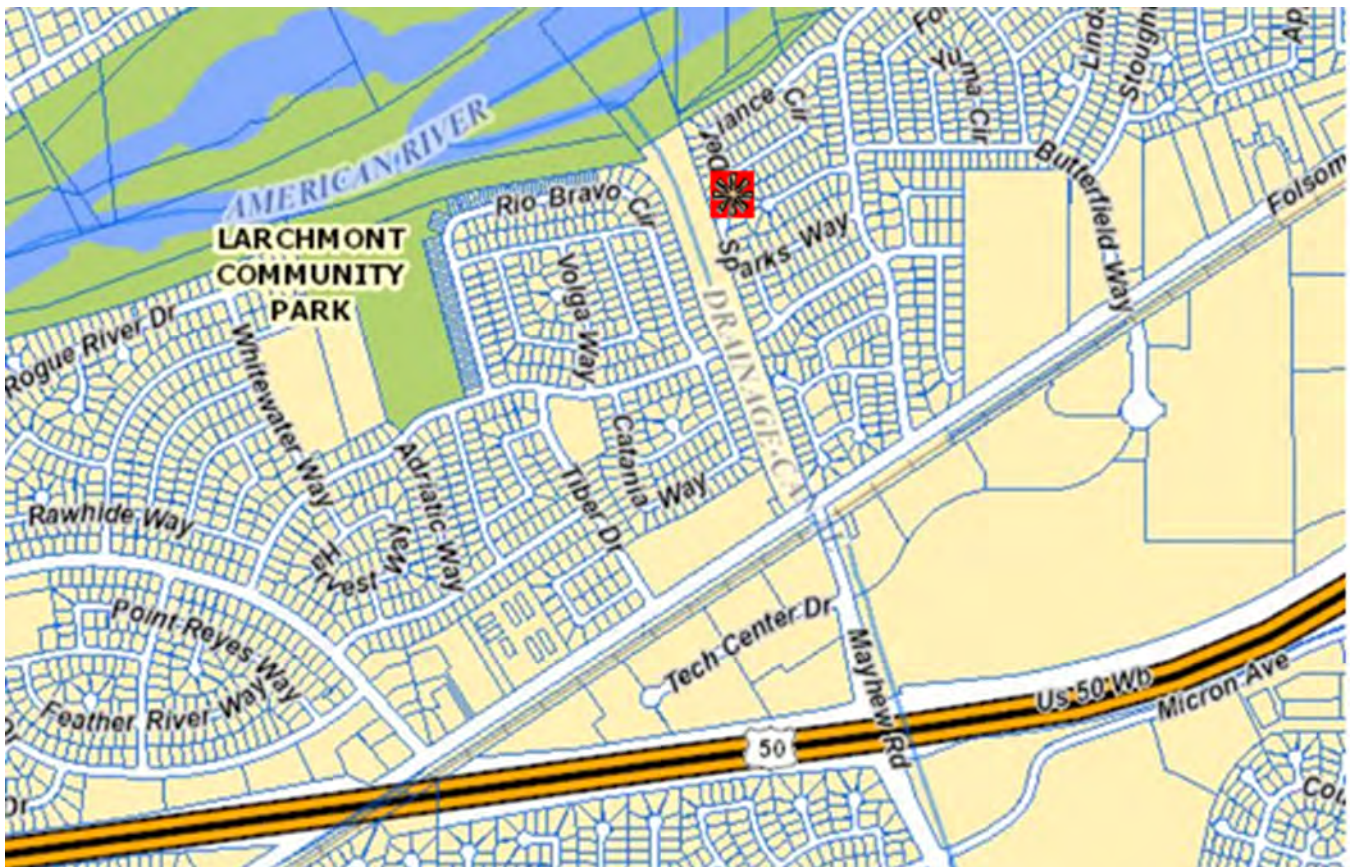 Yuma Cir
Butterfield Way
Folsom
AMERICAN RIVER
Rio Bravo Cir
Sparks Way
LARCHMONT
COMMUNITY
PARK
Volga Way
DRAINAGE CA
Rogue River Dr
Whitewater Way
Adriatic Way
Catamia Way
Tiber Dr
Rawhide Way
Harvest Way
Point Reyes Way
Feather River Way
Tech Center Dr
Mayhew Rd
Us 50 Wb
Micron Ave
50
Dr
Dr